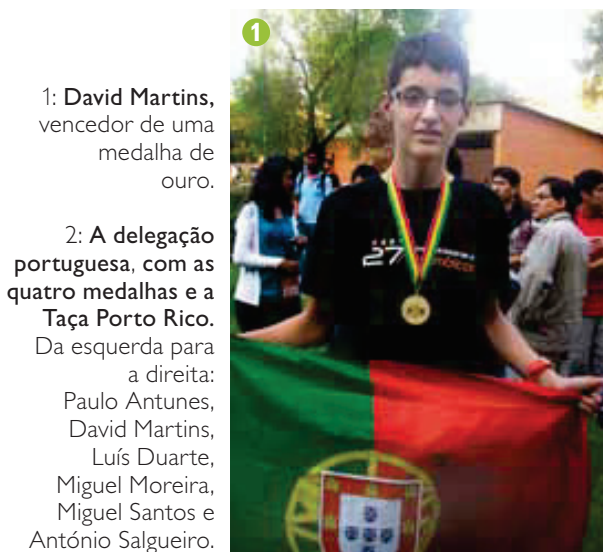 1: David Martins,
vencedor de uma
medalha de
ouro.
2: A delegação
portuguesa, com as
quatro medalhas e a
Taça Porto Rico.
Da esquerda para
a direita:
Paulo Antunes,
David Martins,
Luís Duarte,
Miguel Moreira,
Miguel Santos e
António Salgueiro.
1
27